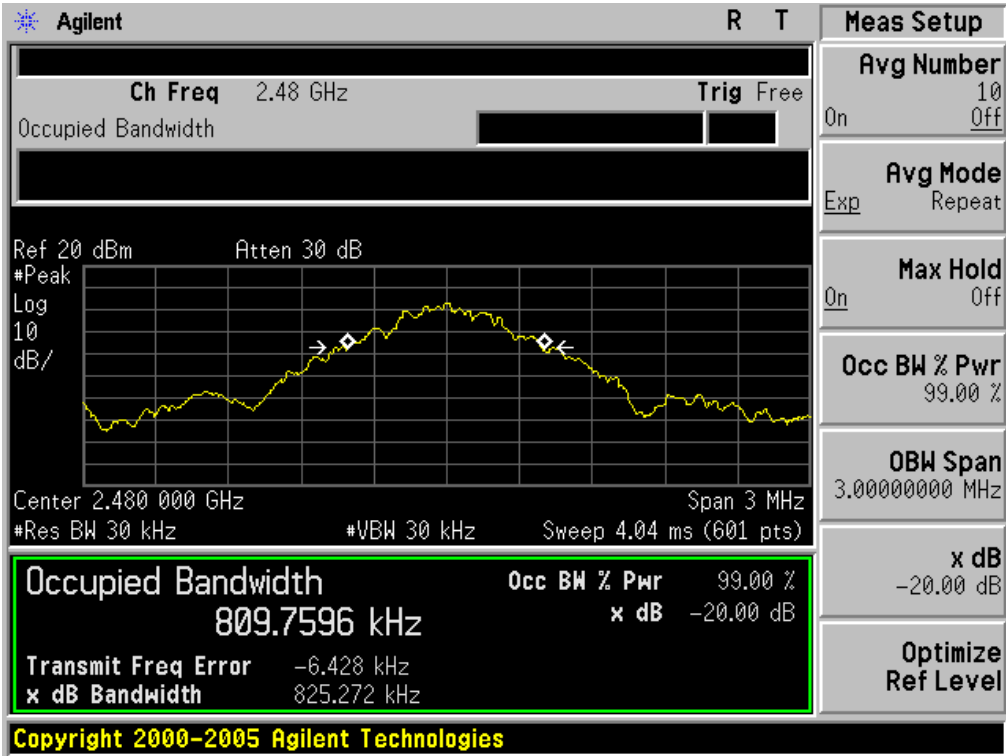 Agilent R T
Ch Freq 2.48 GHz Trig Free
Occupied Bandwidth
Ref 20 dBm Atten 30 dB
#Peak
Log
10
dB/
Center 2.480 000 GHz Span 3 MHz
#Res BW 30 kHz #VBW 30 kHz Sweep 4.04 ms (601 pts)
Occupied Bandwidth
809.7596 kHz
Occ BW % Pwr 99.00 %
x dB -20.00 dB
Transmit Freq Error -6.428 kHz
x dB Bandwidth 825.272 kHz
Copyright 2000-2005 Agilent Technologies
Meas Setup
Avg Number
10
On Off
Avg Mode
Exp Repeat
Max Hold
On Off
Occ BW % Pwr
99.00 %
OBW Span
3.00000000 MHz
x dB
-20.00 dB
Optimize
Ref Level